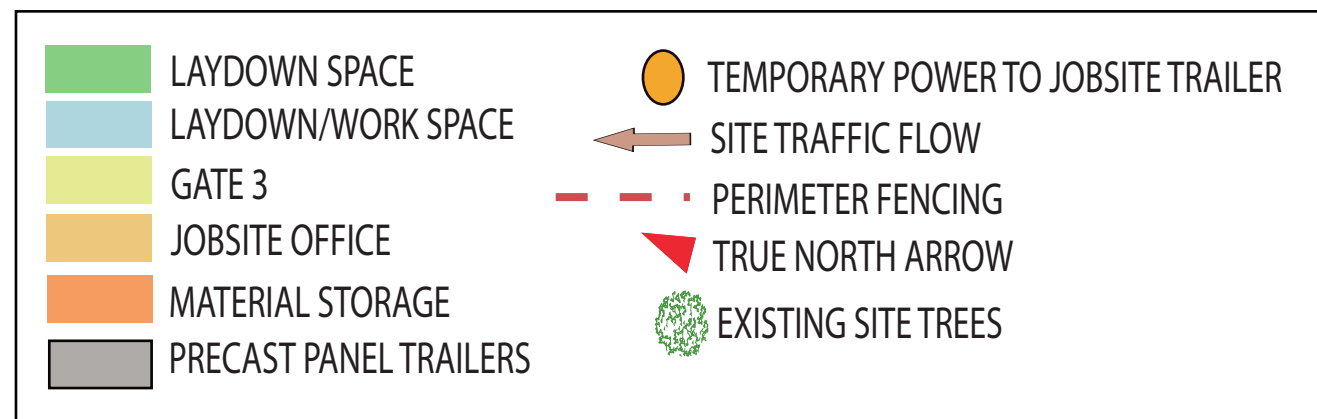 LAYDOWN SPACE
LAYDOWN/WORK SPACE
GATE 3
JOBSITE OFFICE
MATERIAL STORAGE
PRECAST PANEL TRAILERS
TEMPORARY POWER TO JOBSITE TRAILER
SITE TRAFFIC FLOW
PERIMETER FENCING
TRUE NORTH ARROW
EXISTING SITE TREES